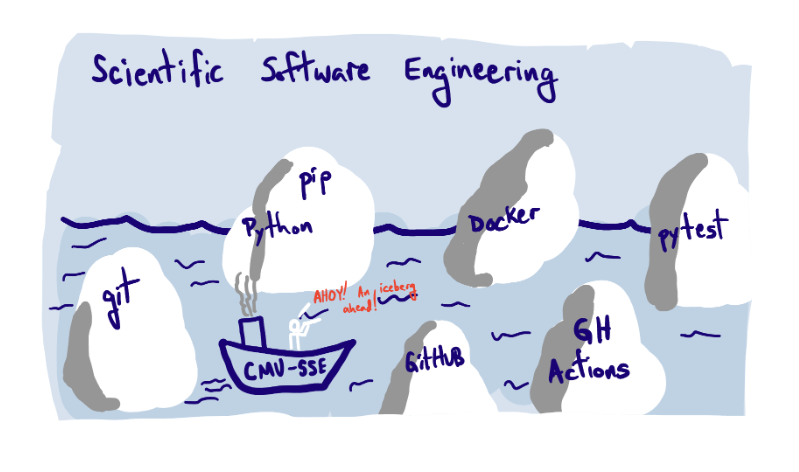 Scientific Software Engineering
pip
Python
Docker
pytest
git
AHOY! An iceberg
ahead!
CMU-SSE
GitHUB
GH
Actions